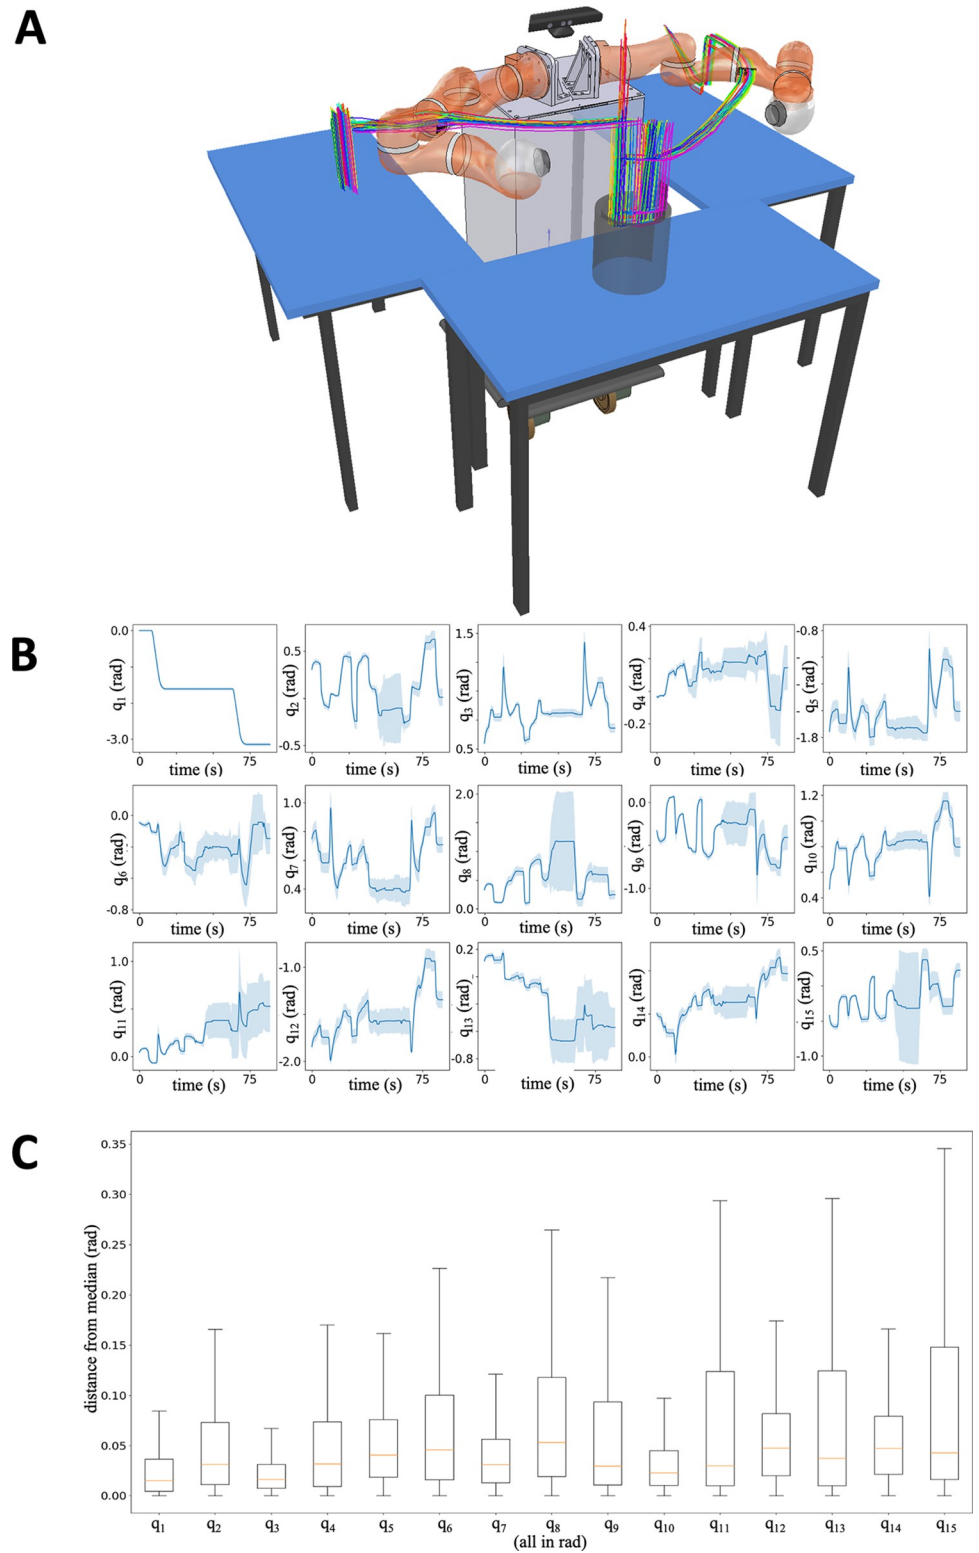 A
B
0.0
-3.0
q1 (rad)
0
75
time (s)
0.5
-0.5
q2 (rad)
0
75
time (s)
1.5
0.5
q3 (rad)
0
75
time (s)
0.4
-0.2
q4 (rad)
0
75
time (s)
-0.8
-1.8
q5 (rad)
0
75
time (s)
0.0
-0.8
q6 (rad)
0
75
time (s)
1.0
0.4
q7 (rad)
0
75
time (s)
2.0
0.0
q8 (rad)
0
75
time (s)
0.0
-1.0
q9 (rad)
0
75
time (s)
1.2
0.4
q10 (rad)
0
75
time (s)
1.0
0.0
q11 (rad)
0
75
time (s)
-1.0
-2.0
q12 (rad)
0
75
time (s)
0.2
-0.8
q13 (rad)
75
time (s)
0.4
0.0
q14 (rad)
0
75
time (s)
0.5
-1.0
q15 (rad)
0
75
time (s)
C
0.35
0.30
0.25
0.20
0.15
0.10
0.05
0.00
distance from median (rad)
q1 q2 q3 q4 q5 q6 q7 q8 q9 q10 q11 q12 q13 q14 q15
(all in rad)